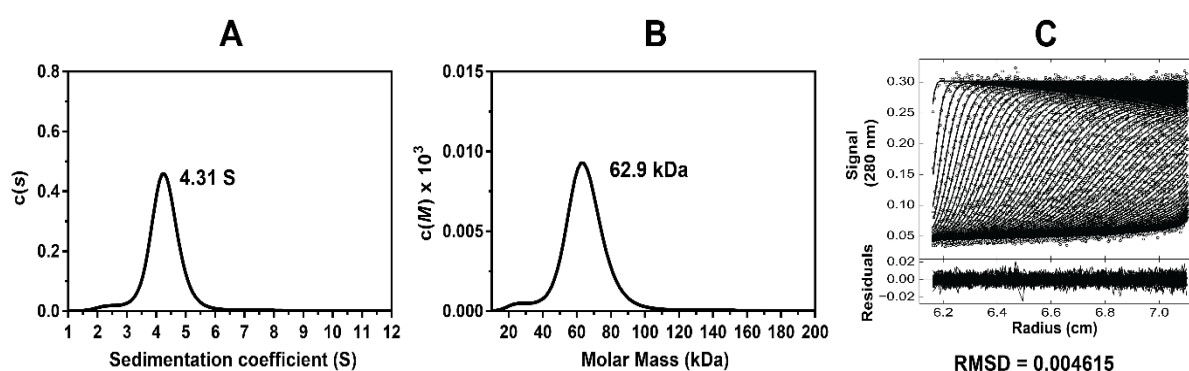 A
0.8
0.6
0.4
0.2
0.0
c(s)
4.31 S
1 2 3 4 5 6 7 8 9 10 11 12
Sedimentation coefficient (S)
B
0.015
0.010
0.005
0.000
c(M) x 10³
62.9 kDa
20 40 60 80 100 120 140 160 180 200
Molar Mass (kDa)
C
0.30
0.25
0.20
0.15
0.10
0.05
Signal
(280 nm)
0.02
0.00
−0.02
Residuals
6.2 6.4 6.6 6.8 7.0
Radius (cm)
RMSD = 0.004615